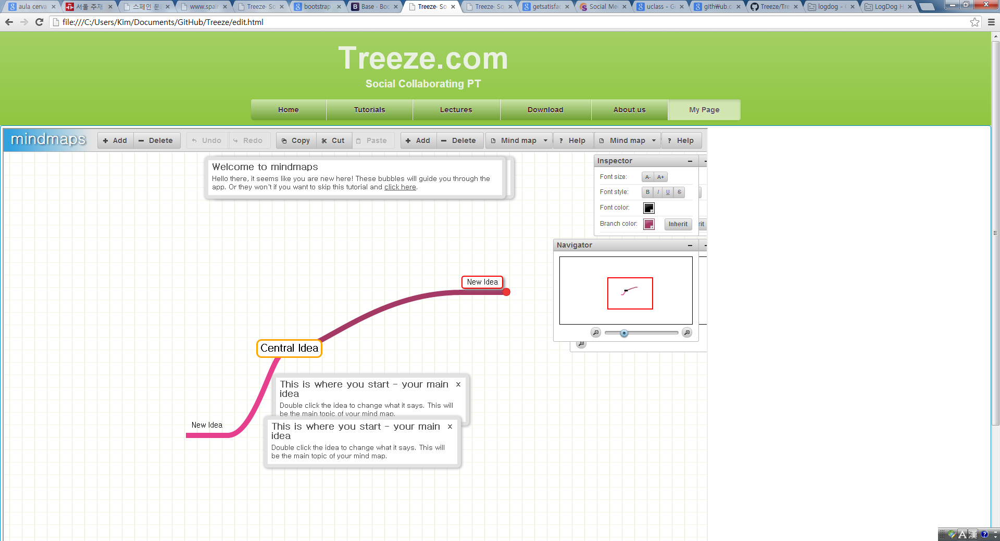 aula cerva
서울 주재
스페인 문
www.spain
Treeze- So
bootstrap
Base - Boo
Treeze- So
Treeze- So
getsatisfac
Social Me
uclass - G
gith₩ub.c
Treeze/Tre
logdog -
LogDog H
file:///C:/Users/Kim/Documents/GitHub/Treeze/edit.html
Treeze.com
Social Collaborating PT
Home Tutorials Lectures Download About us My Page
mindmaps Add Delete Undo Redo Copy Cut Paste Add Delete Mind map ? Help Mind map ? Help
Welcome to mindmaps
Hello there, it seems like you are new here! These bubbles will guide you through the
app. Or they won't if you want to skip this tutorial and click here.
Inspector
Font size: A- A+
Font style: B I U S
Font color:
Branch color: Inherit rit
Navigator
New Idea
Central Idea
This is where you start - your main x
idea
Double click the idea to change what it says. This will
be the main topic of your mind map.
New Idea
This is where you start - your main x
idea
Double click the idea to change what it says. This will
be the main topic of your mind map.
A 漢 ?